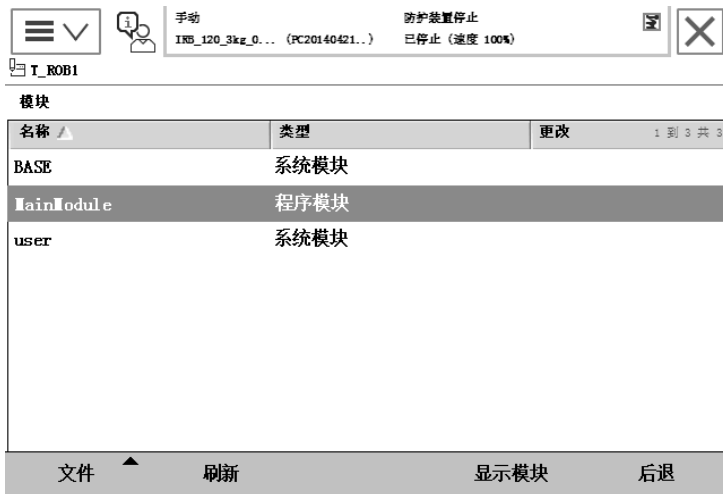 手动 防护装置停止
IRB_120_3kg_0... (PC20140421..) 已停止 (速度 100%)
T_ROB1
模块
名称 类型 更改 1 到 3 共 3
BASE 系统模块
MainModule 程序模块
user 系统模块
文件 刷新 显示模块 后退